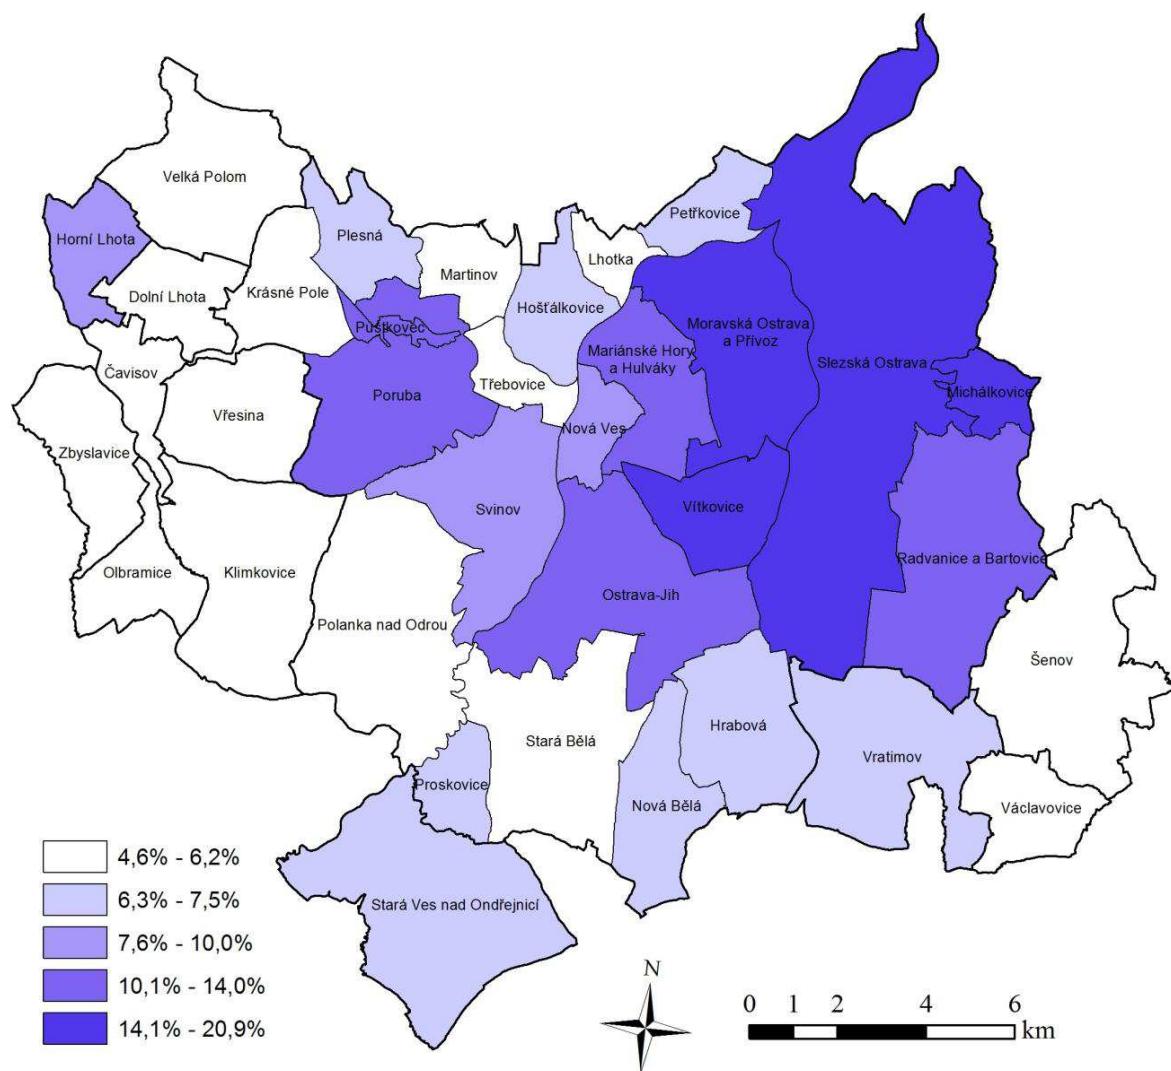 Velká Polom
Petřkovice
Horní Lhota
Plesná
Lhotka
Martinov
Dolní Lhota
Krásné Pole
Hošťálkovice
Pustkovec
Moravská Ostrava
a Přívoz
Mariánské Hory
a Hulváky
Slezská Ostrava
Čavisov
Třebovice
Michálkovice
Poruba
Vřesina
Nová Ves
Zbyslavice
Svinov
Vítkovice
Radvanice a Bartovice
Olbramice
Klimkovice
Ostrava-Jih
Polanka nad Odrou
Šenov
Hrabová
Stará Bělá
Vratimov
Proskovice
Nová Bělá
Václavovice
Stará Ves nad Ondřejnicí
4,6% - 6,2%
6,3% - 7,5%
7,6% - 10,0%
10,1% - 14,0%
14,1% - 20,9%
N
0 1 2 4 6
km